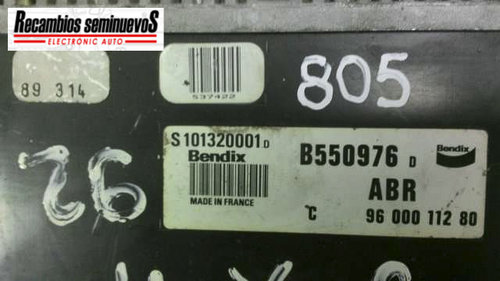 Recambios seminuevoS
ELECTRONIC AUTO
89 314
537422
805
S101320001 D
Bendix
MADE IN FRANCE
B550976 D
Bendix
ABR
°C 96 000 112 80
26